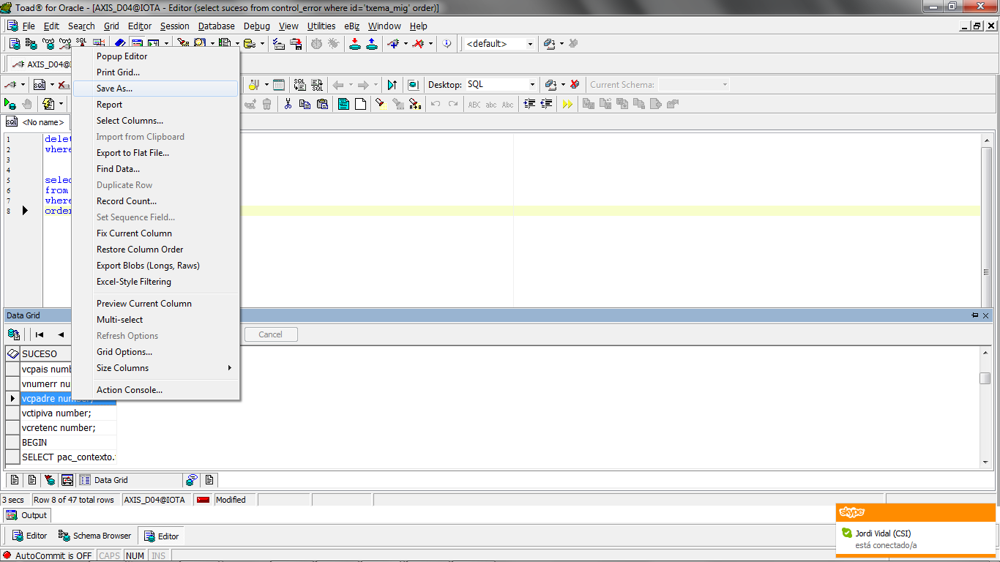 Toad® for Oracle - [AXIS_D04@IOTA - Editor (select suceso from control_error where id='txema_mig' order)]
File Edit Search Grid Editor Session Database Debug View Utilities eBiz Window Help
<default>
AXIS_D04@I
Desktop: SQL Current Schema:
SQL
ABC abc Abc
<No name>
1 delet
2 where
3
4
5 selec
6 from
7 where
8 order
Popup Editor
Print Grid...
Save As...
Report
Select Columns...
Import from Clipboard
Export to Flat File...
Find Data...
Duplicate Row
Record Count...
Set Sequence Field...
Fix Current Column
Restore Column Order
Export Blobs (Longs, Raws)
Excel-Style Filtering
Preview Current Column
Multi-select
Refresh Options
Grid Options...
Size Columns
Action Console...
Data Grid
Cancel
SUCESO
vcpais numb
vnumerr nu
vcpadre number;
vctipiva number;
vcretenc number;
BEGIN
SELECT pac_contexto.
Data Grid
3 secs Row 8 of 47 total rows AXIS_D04@IOTA Modified
Output
Editor Schema Browser Editor
AutoCommit is OFF CAPS NUM INS
skype
Jordi Vidal (CSI)
está conectado/a